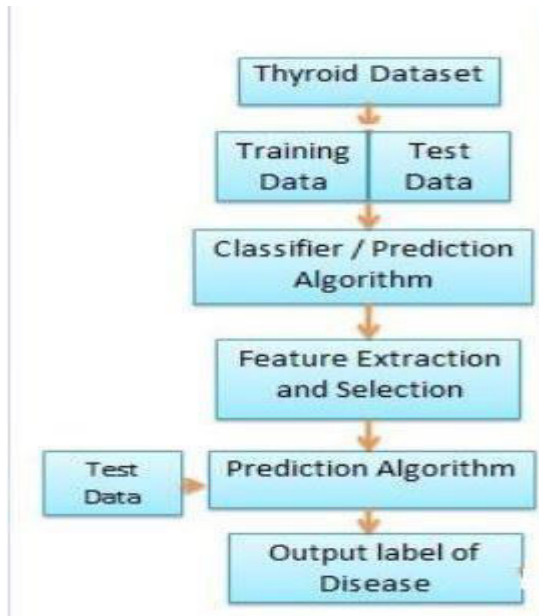 Thyroid Dataset
Training
Data
Test
Data
Classifier / Prediction
Algorithm
Feature Extraction
and Selection
Test
Data
Prediction Algorithm
Output label of
Disease